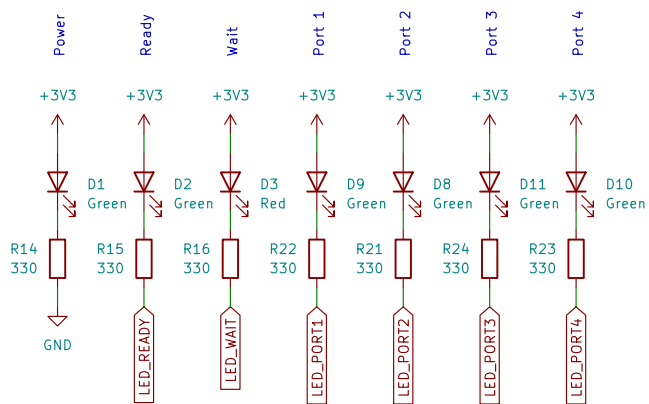 Power
Ready
Wait
Port 1
Port 2
Port 3
Port 4
+3V3
+3V3
+3V3
+3V3
+3V3
+3V3
+3V3
D1
Green
D2
Green
D3
Red
D9
Green
D8
Green
D11
Green
D10
Green
R14
330
R15
330
R16
330
R22
330
R21
330
R24
330
R23
330
GND
LED_READY
LED_WAIT
LED_PORT1
LED_PORT2
LED_PORT3
LED_PORT4